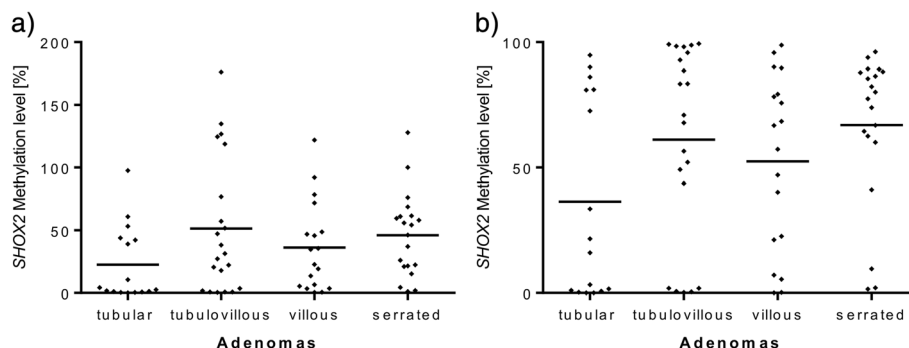 a)
SHOX2 Methylation level [%]
200
150
100
50
0
tubular tubulovillous villous serrated
Adenomas
b)
SHOX2 Methylation level [%]
100
50
0
tubular tubulovillous villous serrated
Adenomas